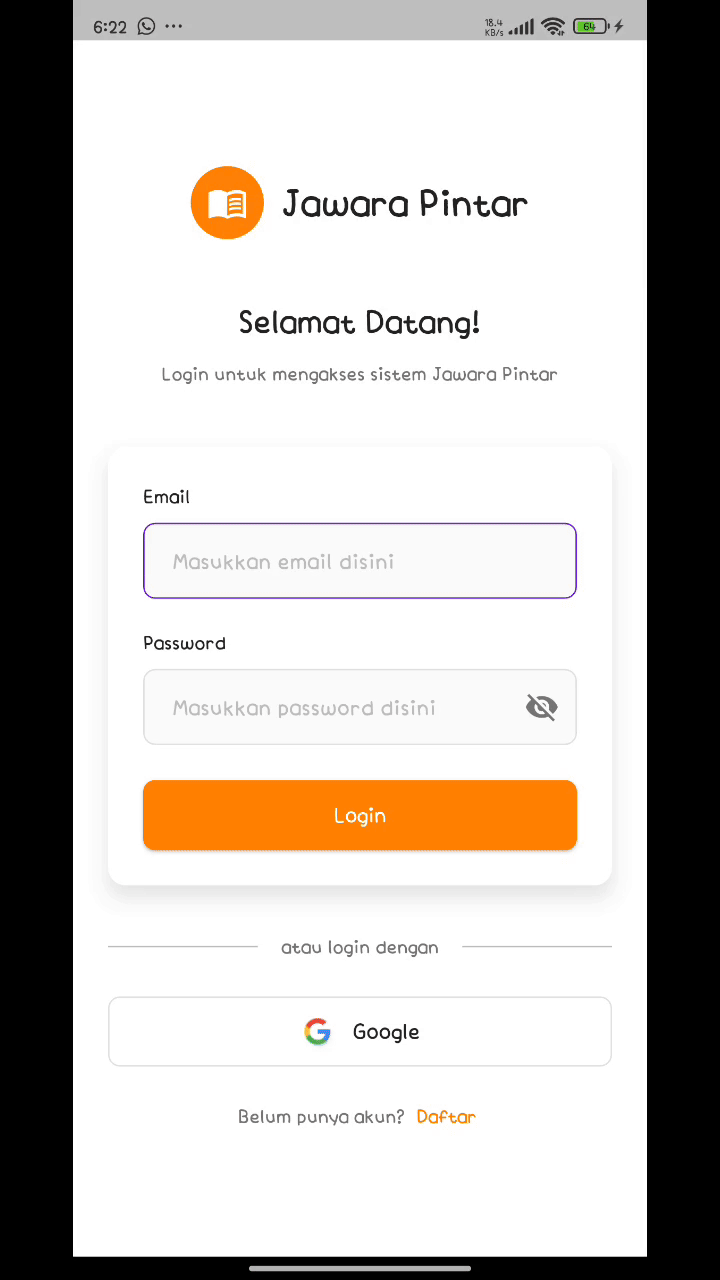 6:22 ... 18.4 KB/s 64
Jawara Pintar
Selamat Datang!
Login untuk mengakses sistem Jawara Pintar
Email
Masukkan email disini
Password
Masukkan password disini
Login
atau login dengan
Google
Belum punya akun? Daftar